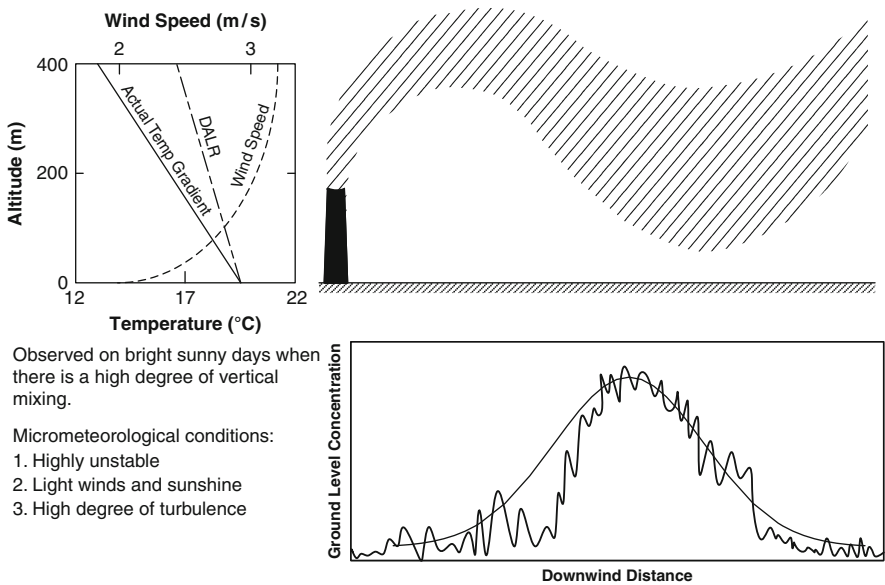 Wind Speed (m/s)
2 3
400
200
0
Altitude (m)
Actual Temp Gradient
DALR
Wind Speed
12 17 22
Temperature (°C)
Observed on bright sunny days when
there is a high degree of vertical
mixing.
Micrometeorological conditions:
1. Highly unstable
2. Light winds and sunshine
3. High degree of turbulence
Ground Level Concentration
Downwind Distance